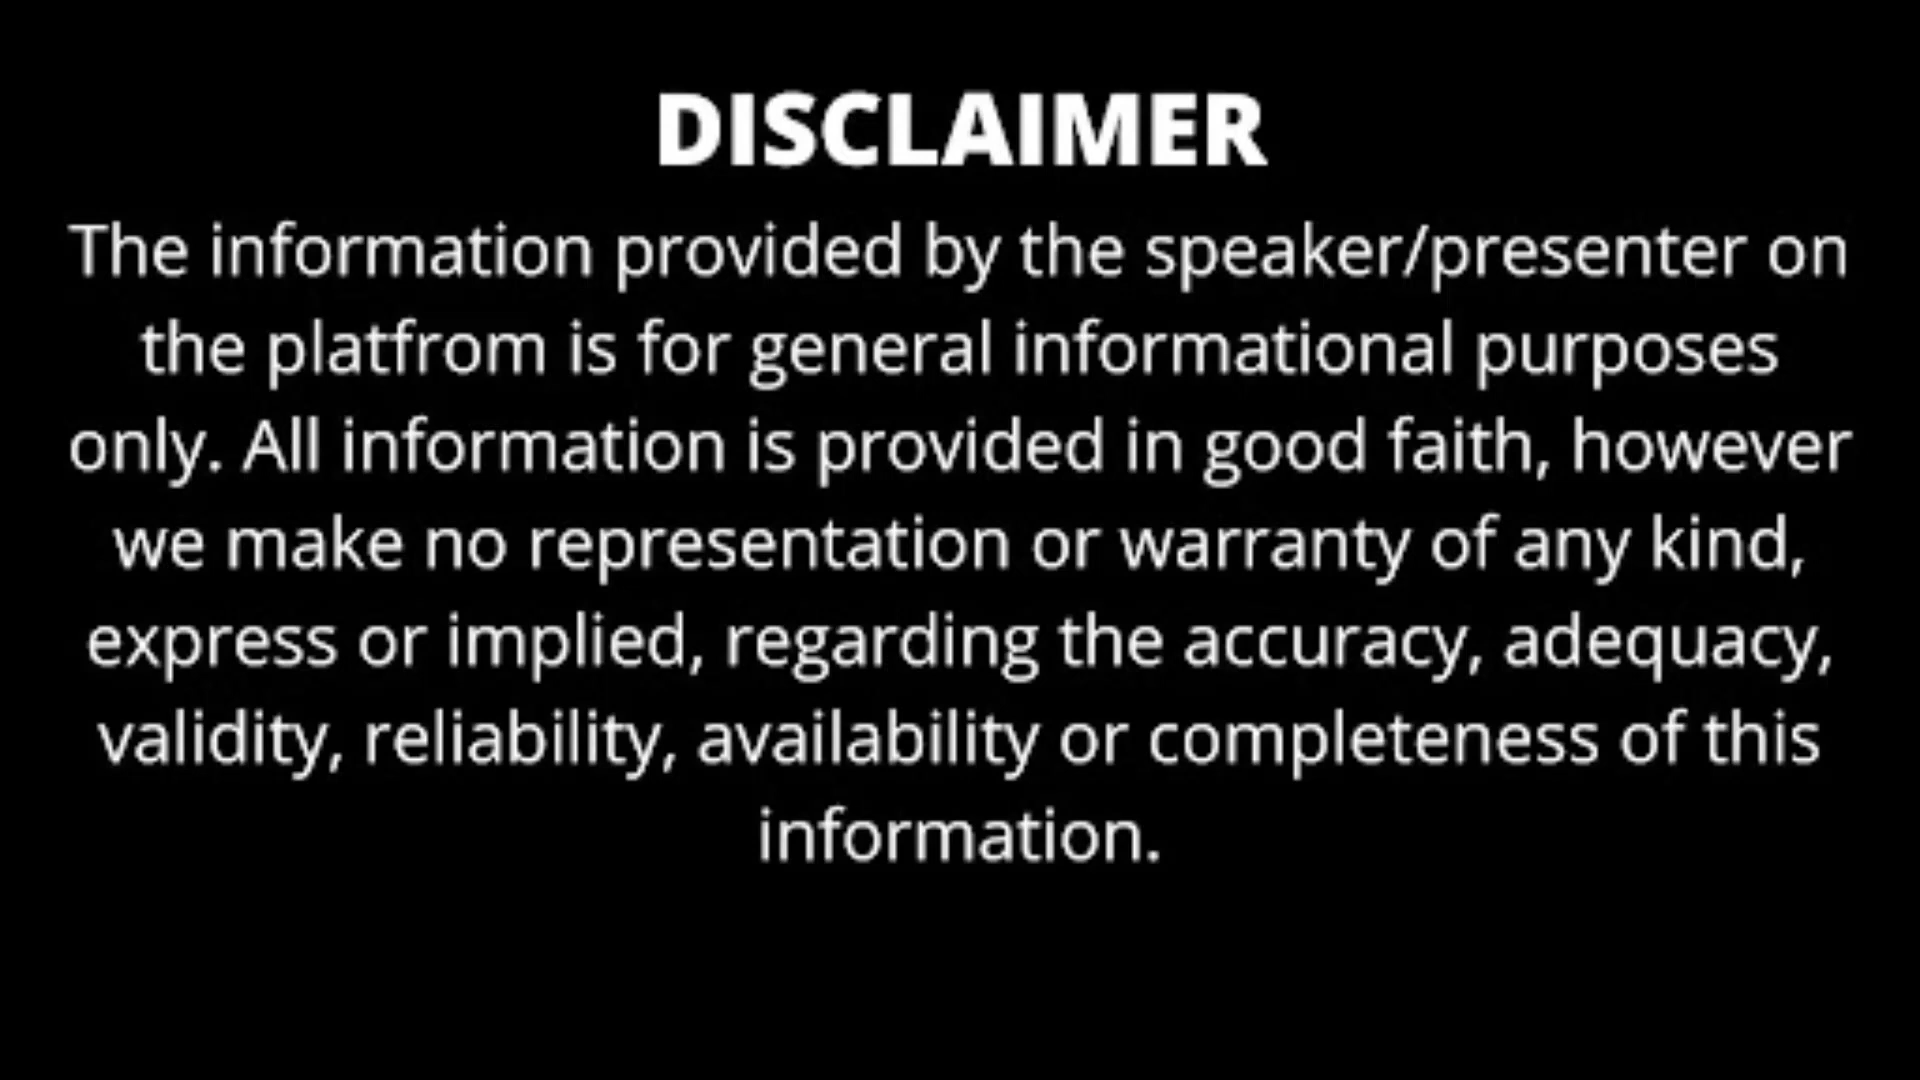 DISCLAIMER
The information provided by the speaker/presenter on
the platfrom is for general informational purposes
only. All information is provided in good faith, however
we make no representation or warranty of any kind,
express or implied, regarding the accuracy, adequacy,
validity, reliability, availability or completeness of this
information.